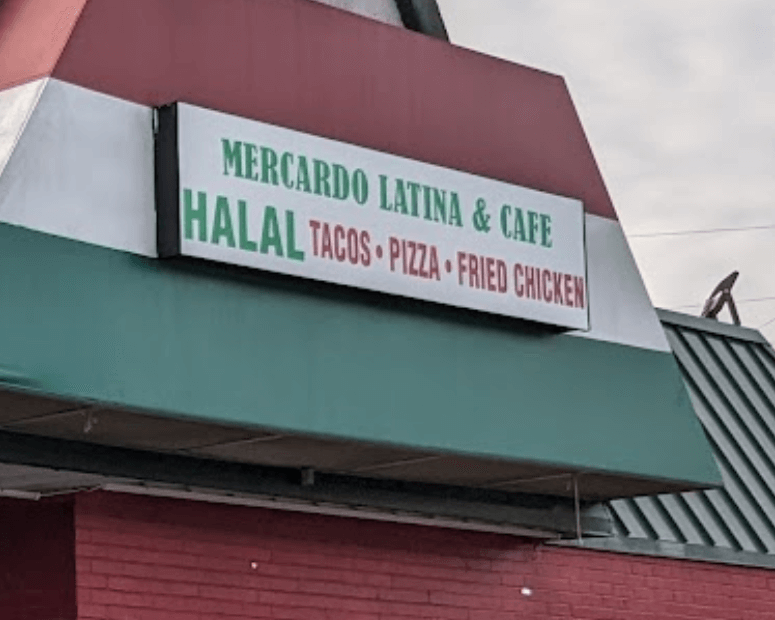 MERCARDO LATINA & CAFE
HALAL TACOS • PIZZA • FRIED CHICKEN